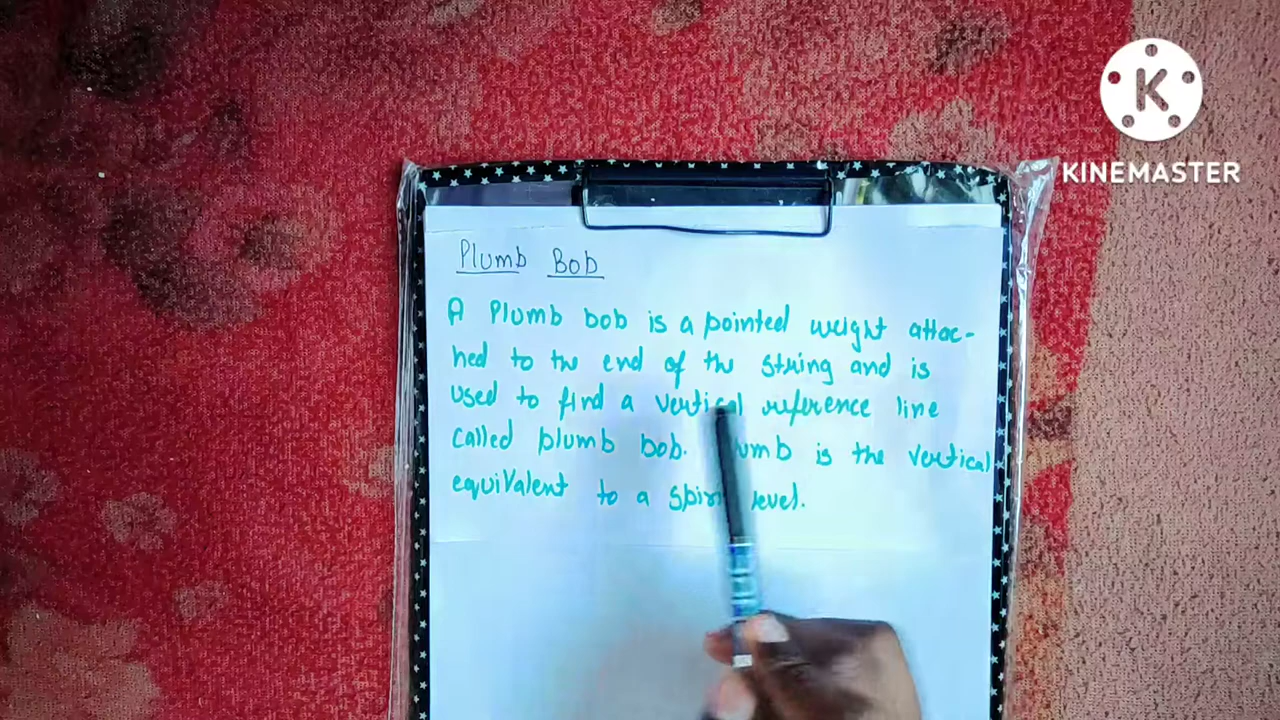 KINEMASTER
Plumb Bob
A Plumb bob is a pointed weight attac-
hed to the end of the string and is
used to find a vertical reference line
called plumb bob. is the vertical
equivalent to a level.